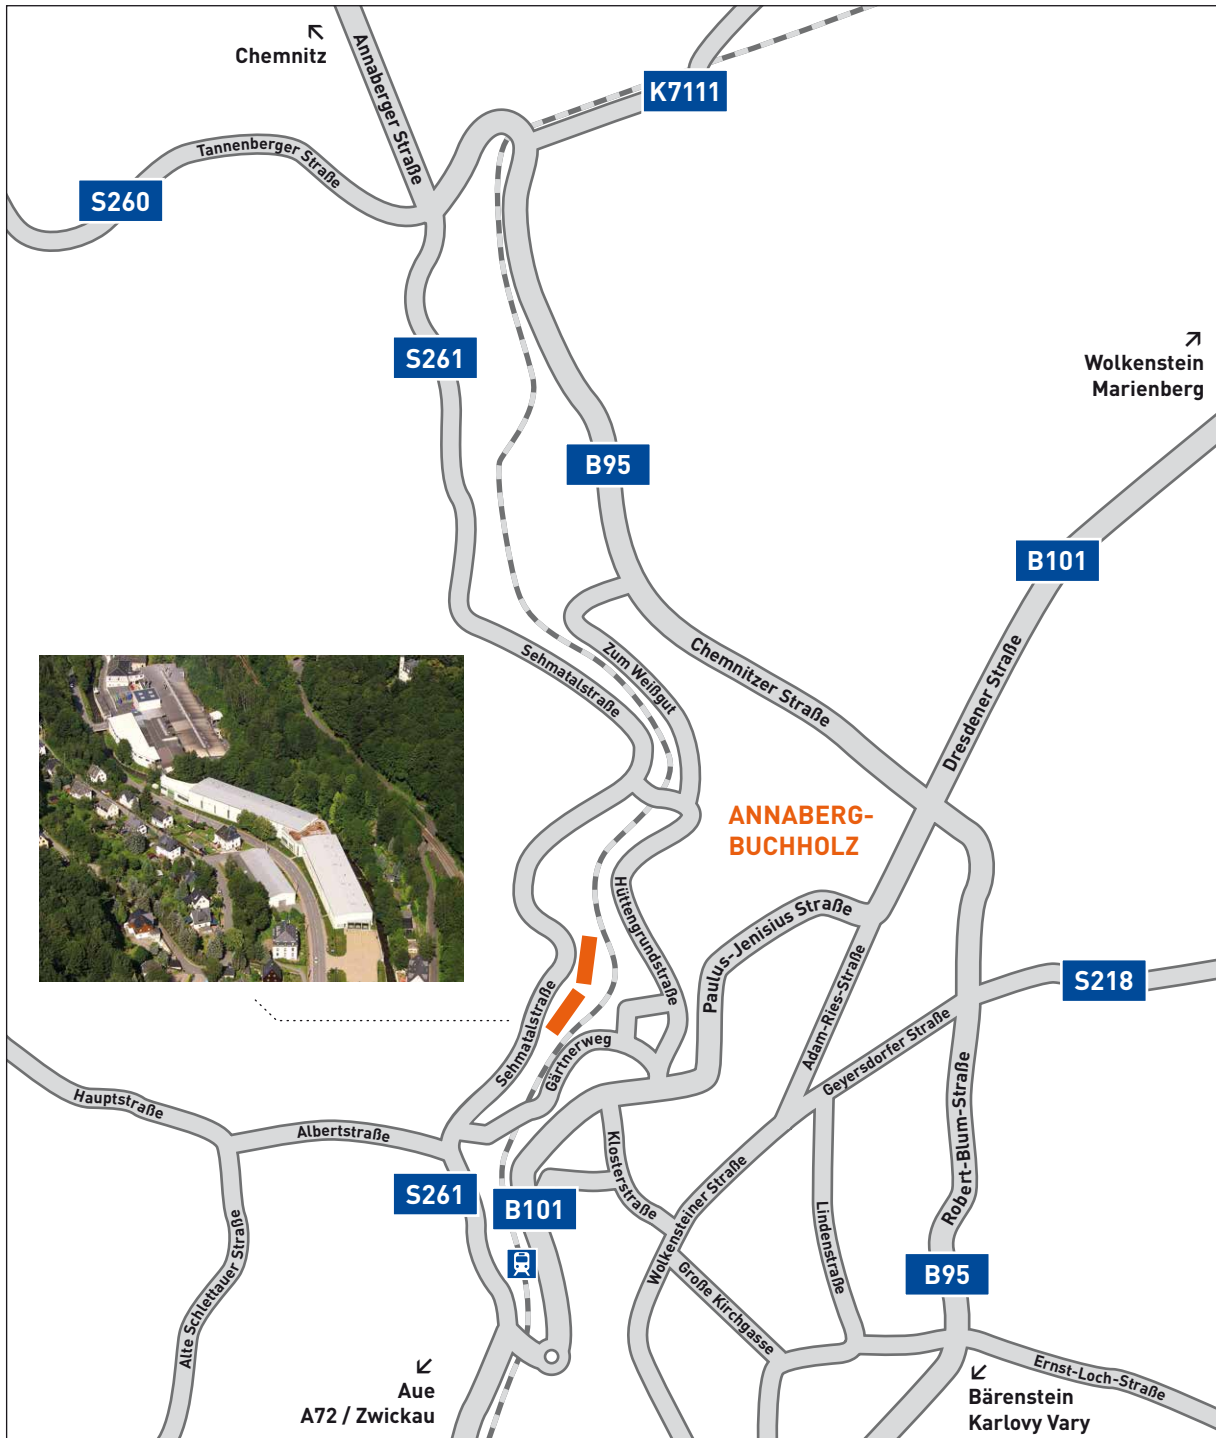 Chemnitz
Annaberger Straße
K7111
Tannenberger Straße
S260
S261
Wolkenstein
Marienberg
B95
B101
Sehmatalstraße
Zum Weißgut
Chemnitzer Straße
Dresdener Straße
ANNABERG-
BUCHHOLZ
Hüttengrundstraße
Paulus-Jenisius Straße
Adam-Ries-Straße
S218
Sehmatalstraße
Gärtnerweg
Geyersdorfer Straße
Hauptstraße
Albertstraße
Robert-Blum-Straße
Klosterstraße
Wolkensteiner Straße
S261
B101
Lindenstraße
Alte Schlettauer Straße
Große Kirchgasse
B95
Ernst-Loch-Straße
Aue
A72 / Zwickau
Bärenstein
Karlovy Vary